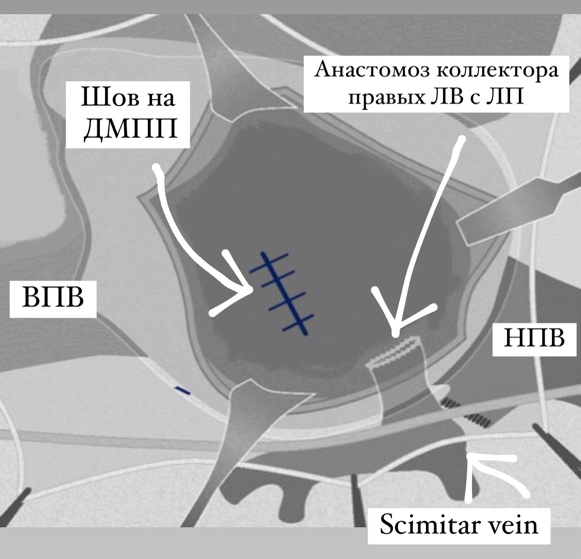 Шов на
ДМПП
Анастомоз коллектора
правых ЛВ с ЛП
ВПВ
НПВ
Scimitar vein